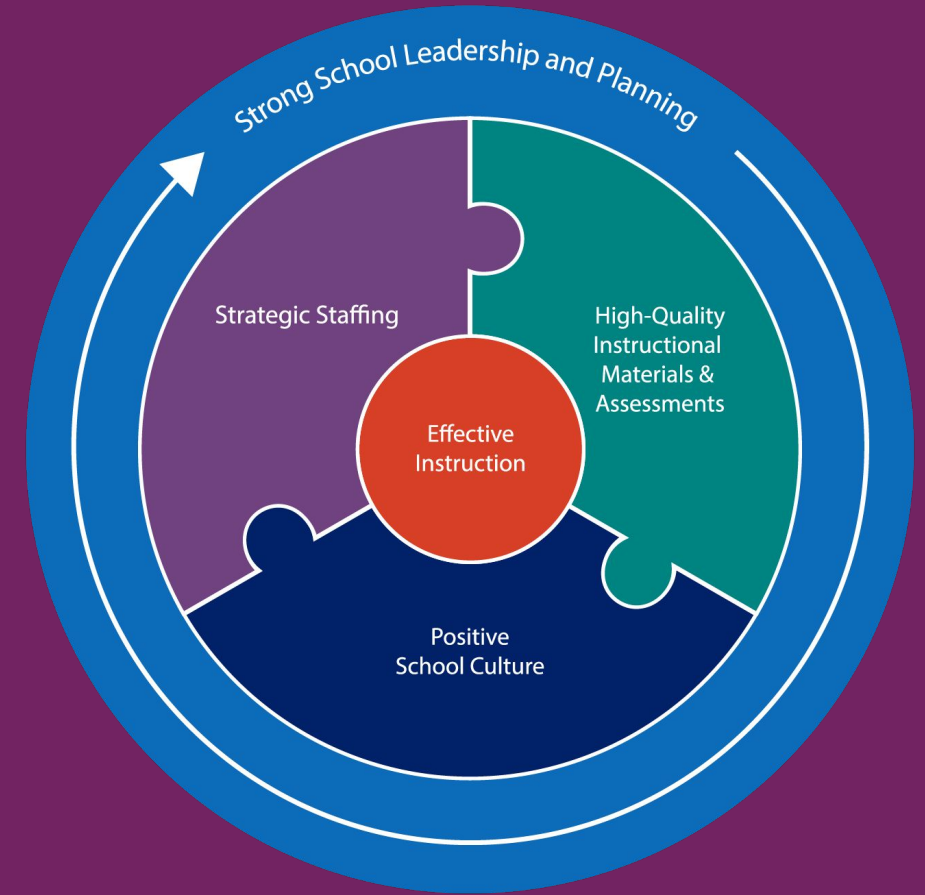 Strong School Leadership and Planning
Strategic Staffing
High-Quality
Instructional
Materials &
Assessments
Effective
Instruction
Positive
School Culture